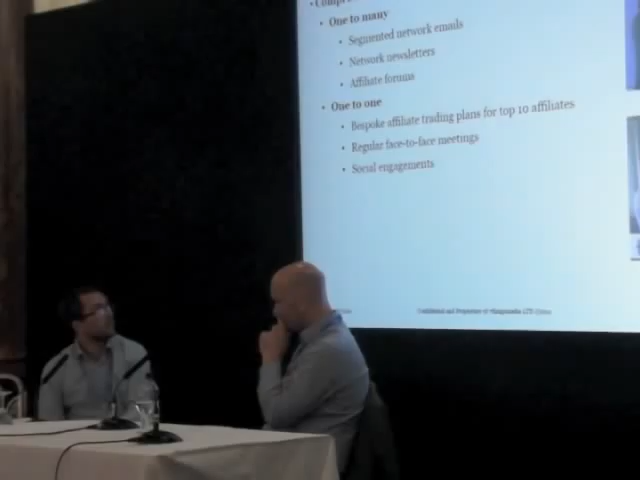 • One to many
• Segmented network emails
• Network newsletters
• Affiliate forums
• One to one
• Bespoke affiliate trading plans for top 10 affiliates
• Regular face-to-face meetings
• Social engagements